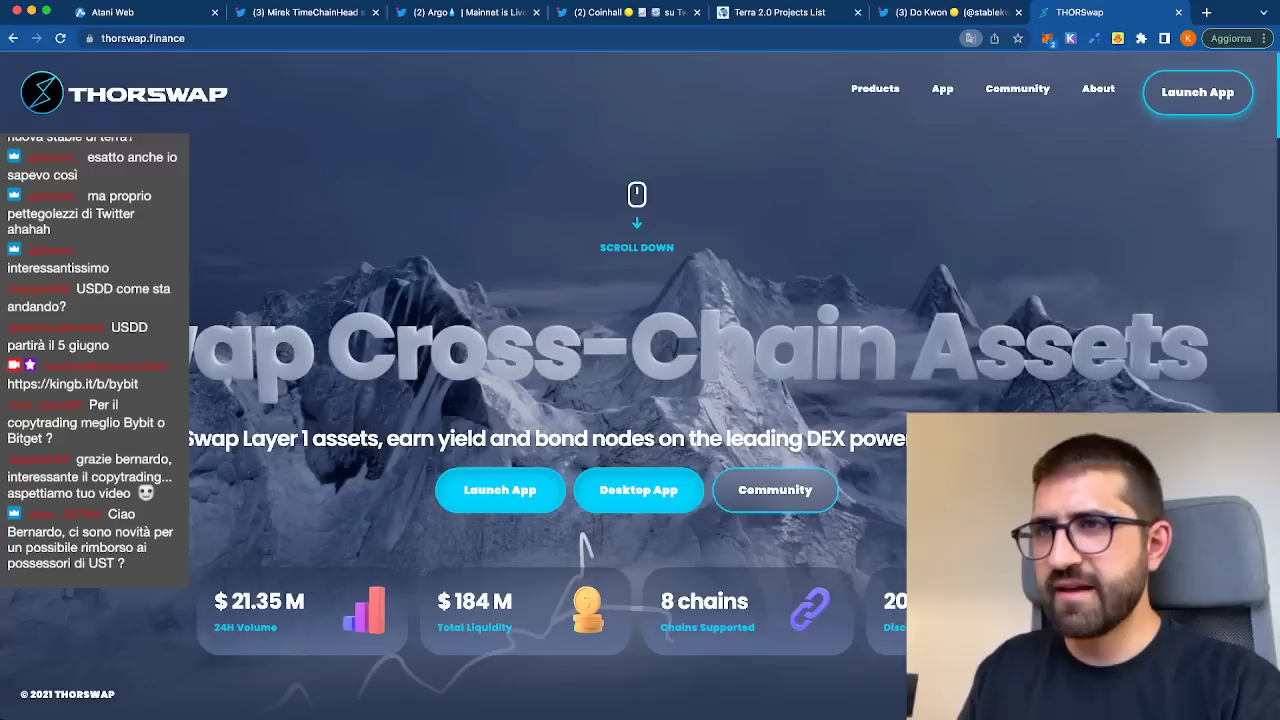 Atani Web
(3) Mirek TimeChainHead s
(2) Argo💧 | Mainnet is Live
(2) Coinhall🟡 su Tw
Terra 2.0 Projects List
(3) Do Kwon 🌕 (@stablekw
THORSwap
thorswap.finance
Aggiorna
THORSWAP
Products
App
Community
About
Launch App
nuova stable di terra?
esatto anche io
sapevo così
ma proprio
pettegolezzi di Twitter
ahahah
interessantissimo
USDD come sta
andando?
USDD
partirà il 5 giugno
https://kingb.it/b/bybit
Per il
copytrading meglio Bybit o
Bitget ?
grazie bernardo,
interessante il copytrading...
aspettiamo tuo video
Ciao
Bernardo, ci sono novità per
un possibile rimborso ai
possessori di UST ?
SCROLL DOWN
wap Cross-Chain Assets
Swap Layer 1 assets, earn yield and bond nodes on the leading DEX power
Launch App
Desktop App
Community
$ 21.35 M
24H Volume
$ 184 M
Total Liquidity
8 chains
Chains Supported
20
Disc
© 2021 THORSWAP